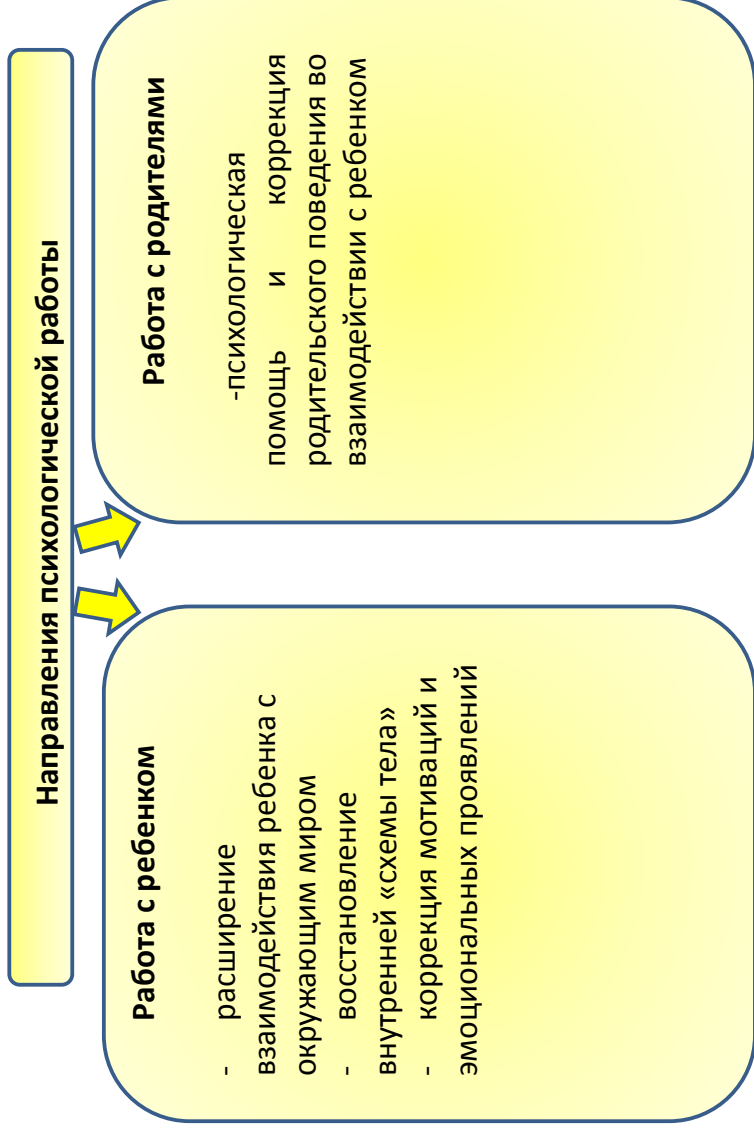 Направления психологической работы
Работа с ребенком
- расширение
взаимодействия ребенка с
окружающим миром
- восстановление
внутренней «схемы тела»
- коррекция мотиваций и
эмоциональных проявлений
Работа с родителями
-психологическая
помощь и коррекция
родительского поведения во
взаимодействии с ребенком